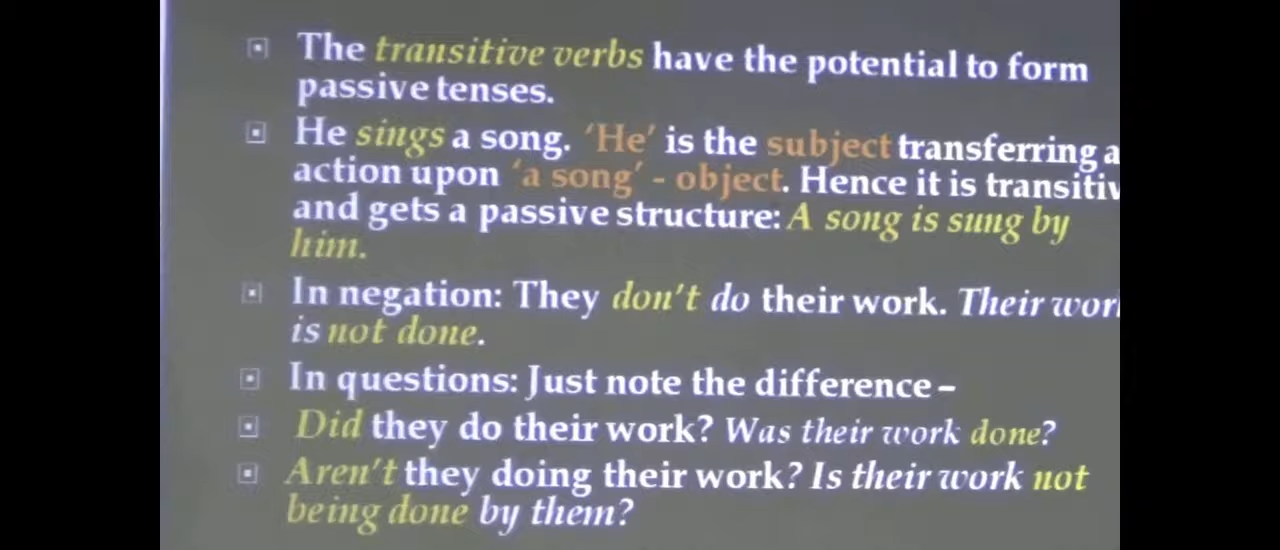 The transitive verbs have the potential to form
passive tenses.
He sings a song. 'He' is the subject transferring a
action upon 'a song' - object. Hence it is transitiv
and gets a passive structure: A song is sung by
him.
In negation: They don't do their work. Their wor
is not done.
In questions: Just note the difference –
Did they do their work? Was their work done?
Aren't they doing their work? Is their work not
being done by them?